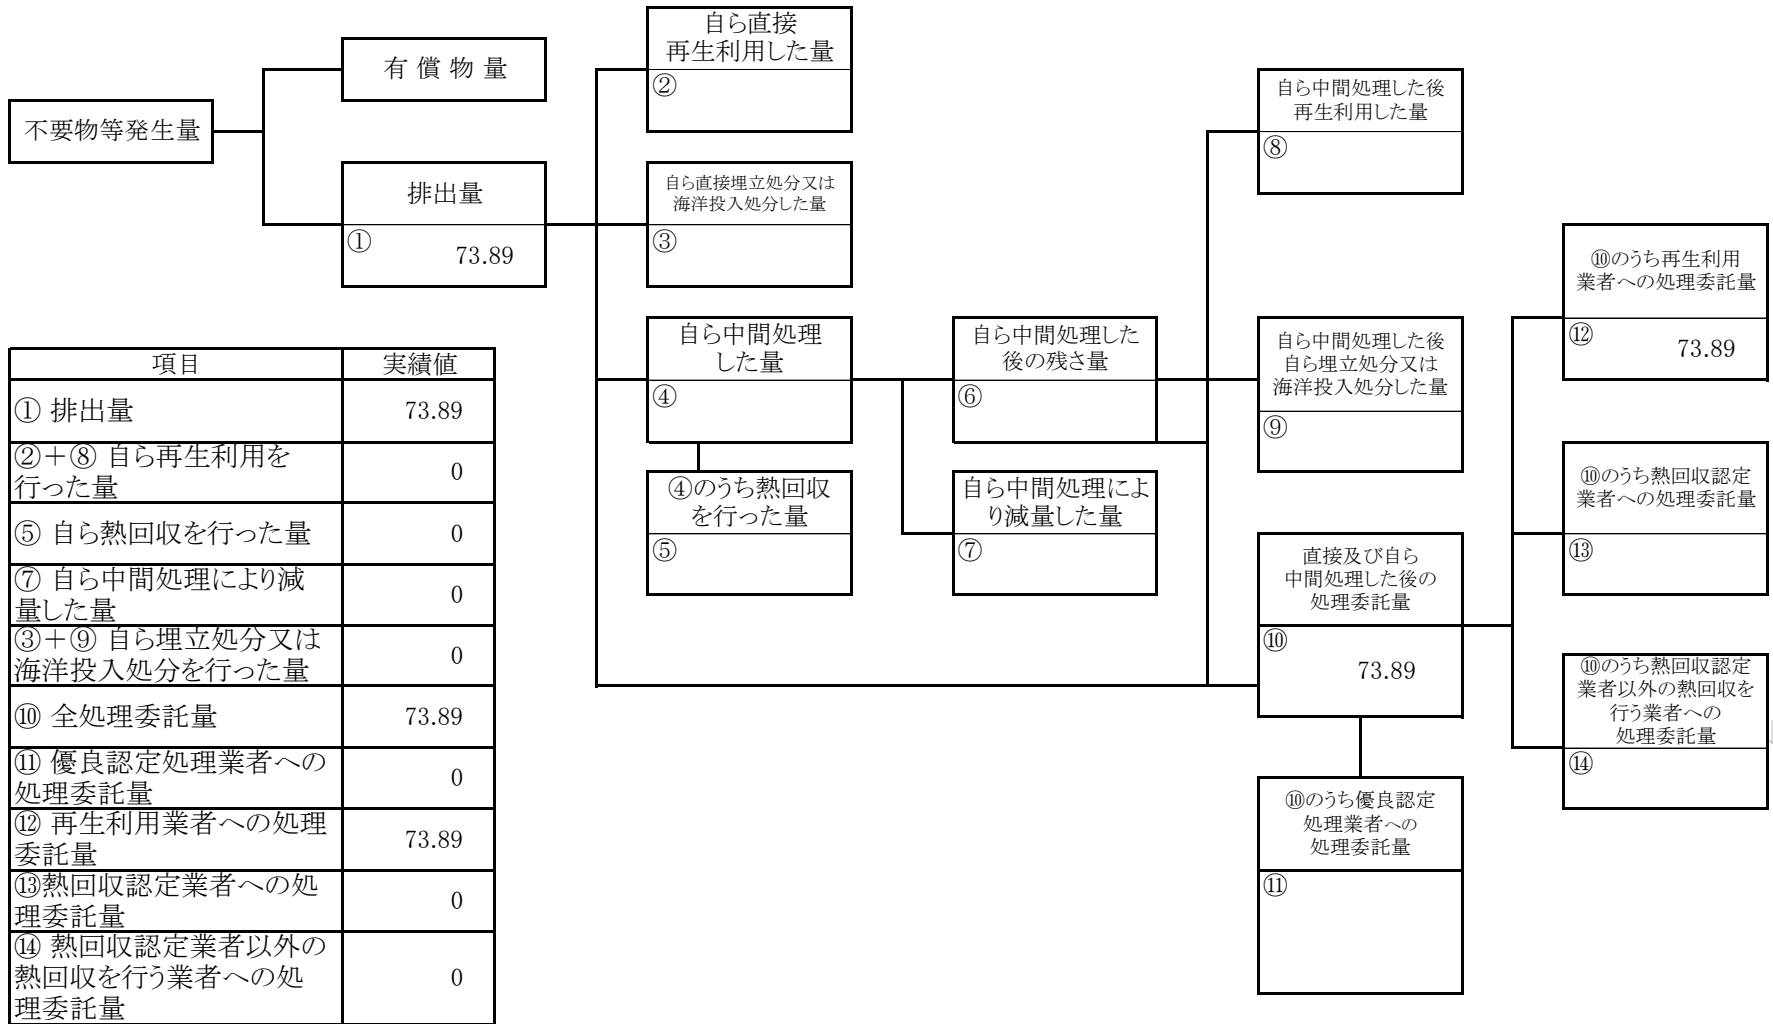 不要物等発生量
有 償 物 量
排出量
①
73.89
自ら直接
再生利用した量
②
自ら直接埋立処分又は
海洋投入処分した量
③
自ら中間処理
した量
④
④のうち熱回収
を行った量
⑤
自ら中間処理した
後の残さ量
⑥
自ら中間処理によ
り減量した量
⑦
自ら中間処理した後
再生利用した量
⑧
自ら中間処理した後
自ら埋立処分又は
海洋投入処分した量
⑨
直接及び自ら
中間処理した後の
処理委託量
⑩
73.89
⑩のうち優良認定
処理業者への
処理委託量
⑪
⑩のうち再生利用
業者への処理委託量
⑫
73.89
⑩のうち熱回収認定
業者への処理委託量
⑬
⑩のうち熱回収認定
業者以外の熱回収を
行う業者への
処理委託量
⑭
項目 実績値
① 排出量 73.89
②+⑧ 自ら再生利用を
行った量 0
⑤ 自ら熱回収を行った量 0
⑦ 自ら中間処理により減
量した量 0
③+⑨ 自ら埋立処分又は
海洋投入処分を行った量 0
⑩ 全処理委託量 73.89
⑪ 優良認定処理業者への
処理委託量 0
⑫ 再生利用業者への処理
委託量 73.89
⑬熱回収認定業者への処
理委託量 0
⑭ 熱回収認定業者以外の
熱回収を行う業者への処
理委託量 0